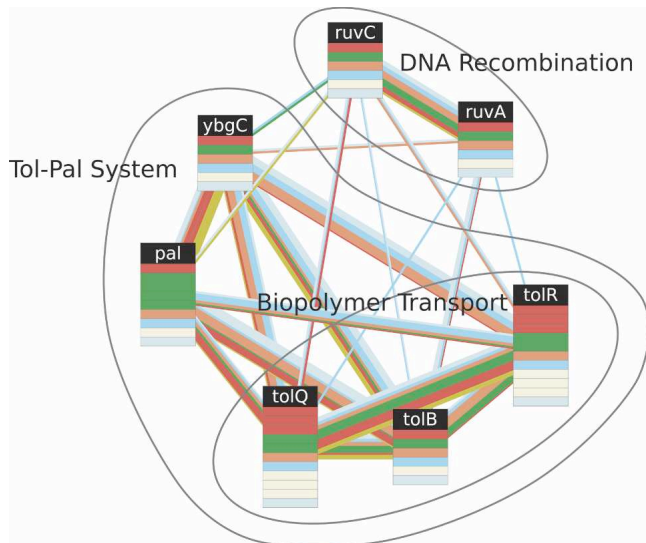 ruvC
DNA Recombination
ruvA
ybgC
Tol-Pal System
pal
Biopolymer Transport
tolR
tolQ
tolB